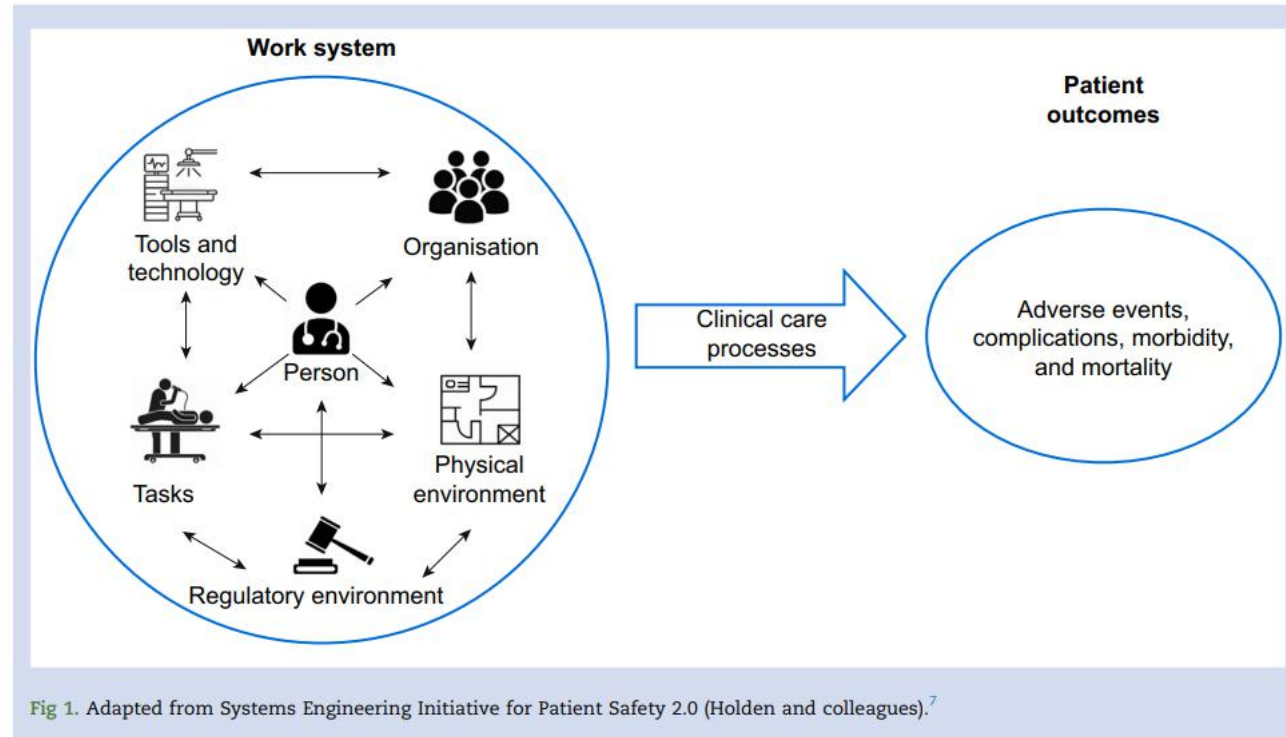 Work system
Patient
outcomes
Tools and
technology
Organisation
Person
Tasks
Physical
environment
Regulatory environment
Clinical care
processes
Adverse events,
complications, morbidity,
and mortality
Fig 1. Adapted from Systems Engineering Initiative for Patient Safety 2.0 (Holden and colleagues).7